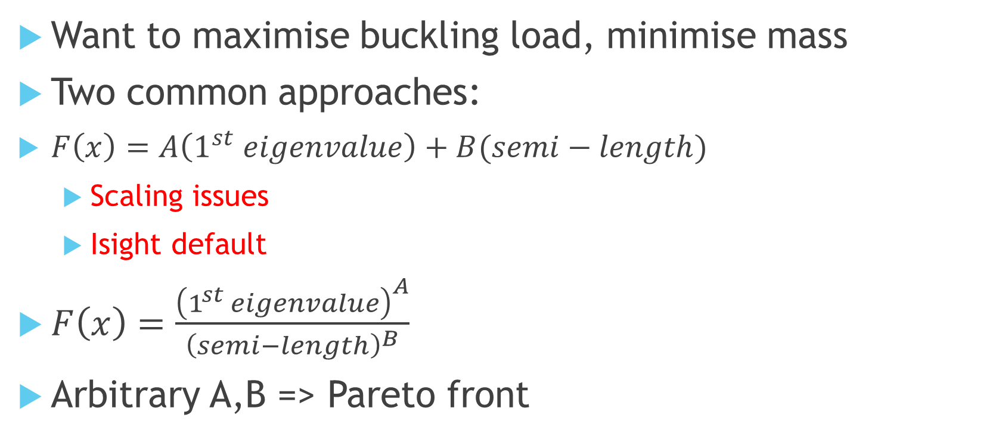 Want to maximise buckling load, minimise mass
Two common approaches:
F(x) = A(1^{st} eigenvalue) + B(semi − length)
Scaling issues
Isight default
F(x) = \frac{(1^{st} eigenvalue)^A}{(semi−length)^B}
Arbitrary A,B => Pareto front